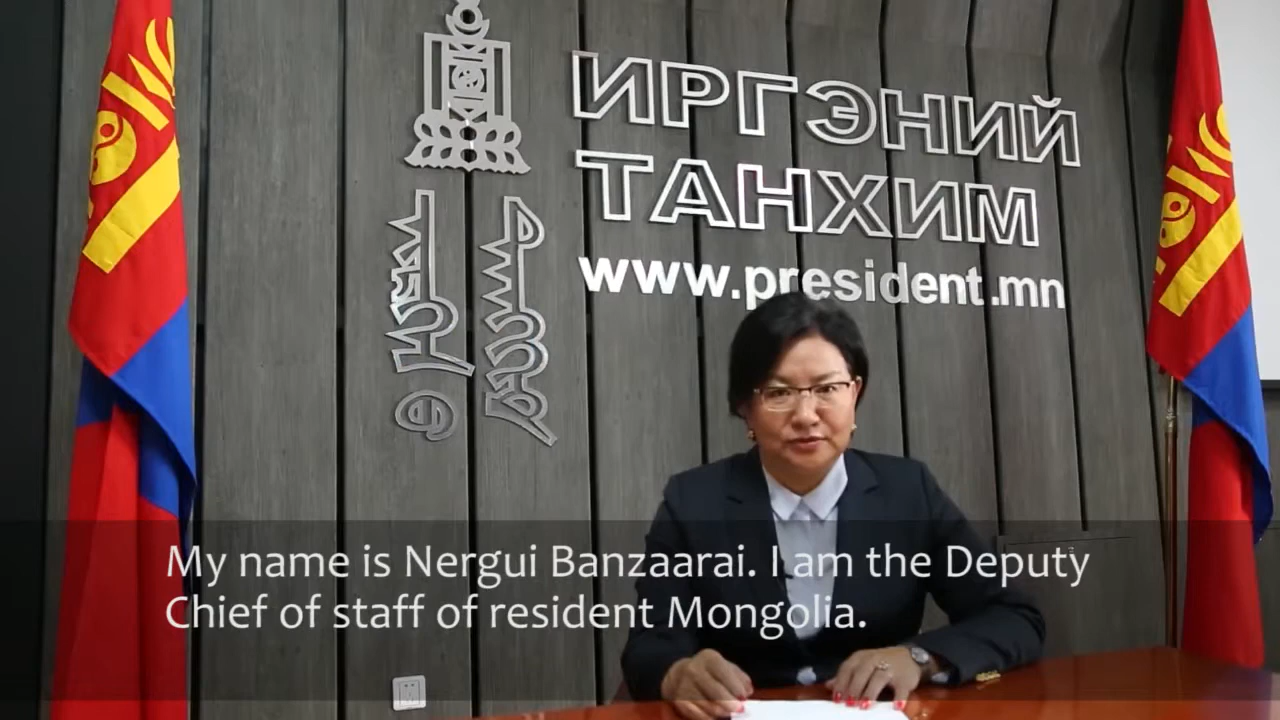 ИРГЭНИЙ
ТАНХИМ
www.president.mn
My name is Nergui Banzaarai. I am the Deputy
Chief of staff of resident Mongolia.